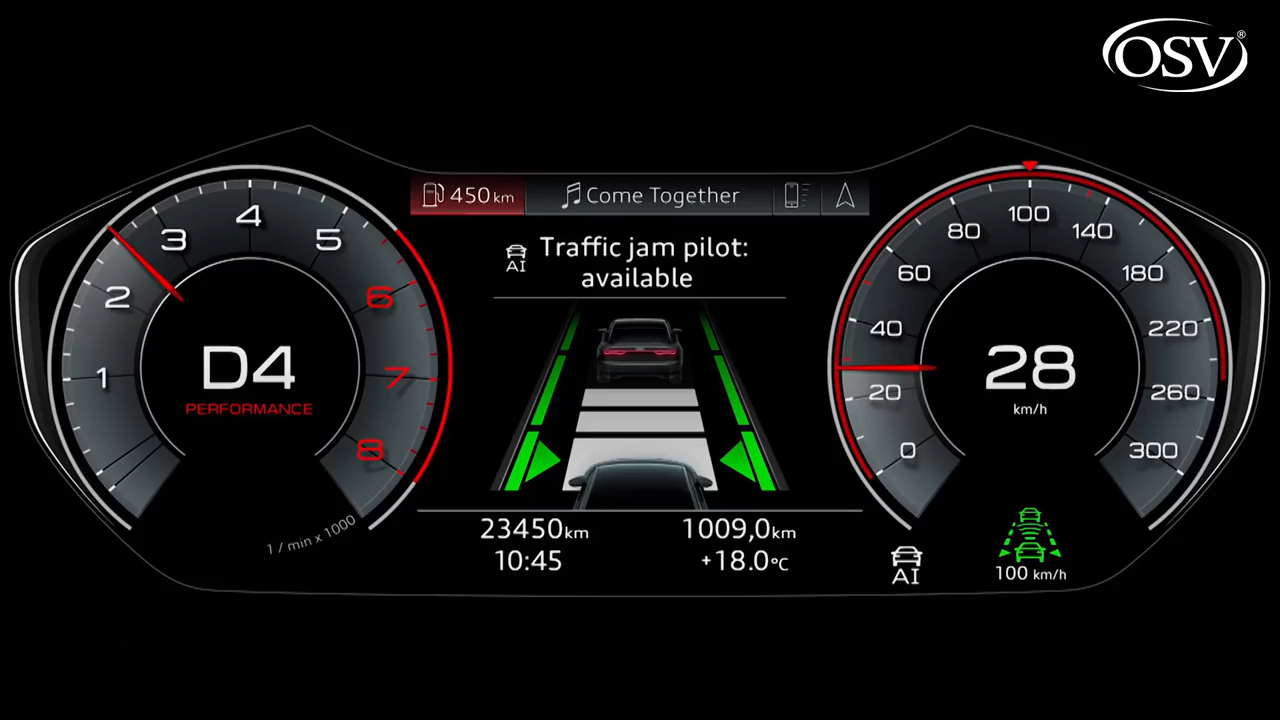 OSV®
450 km
Come Together
AI
Traffic jam pilot:
available
1
2
3
4
5
6
7
8
D4
PERFORMANCE
1 / min x 1000
0
20
40
60
80
100
140
180
220
260
300
28
km/h
23450km
1009,0km
10:45
+18.0°C
AI
100 km/h